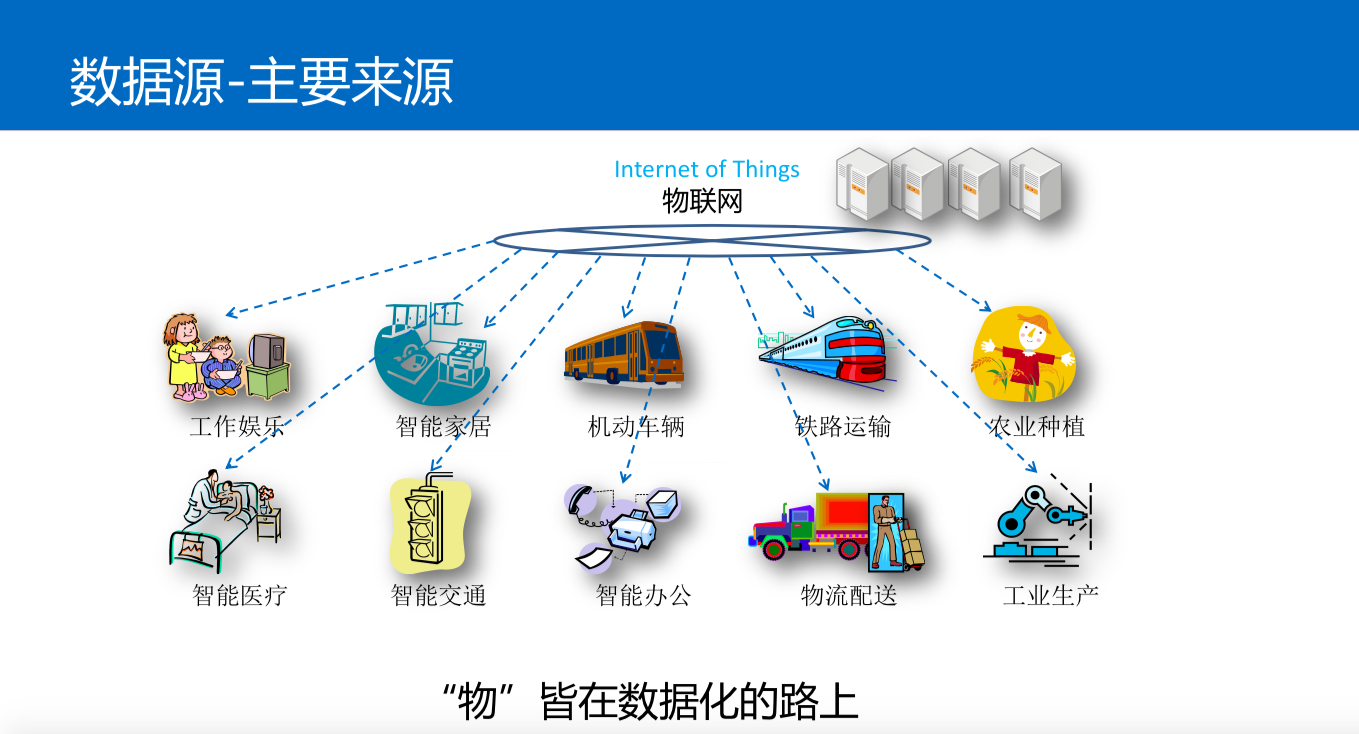 数据源-主要来源
Internet of Things
物联网
工作娱乐
智能家居
机动车辆
铁路运输
农业种植
智能医疗
智能交通
智能办公
物流配送
工业生产
“物”皆在数据化的路上